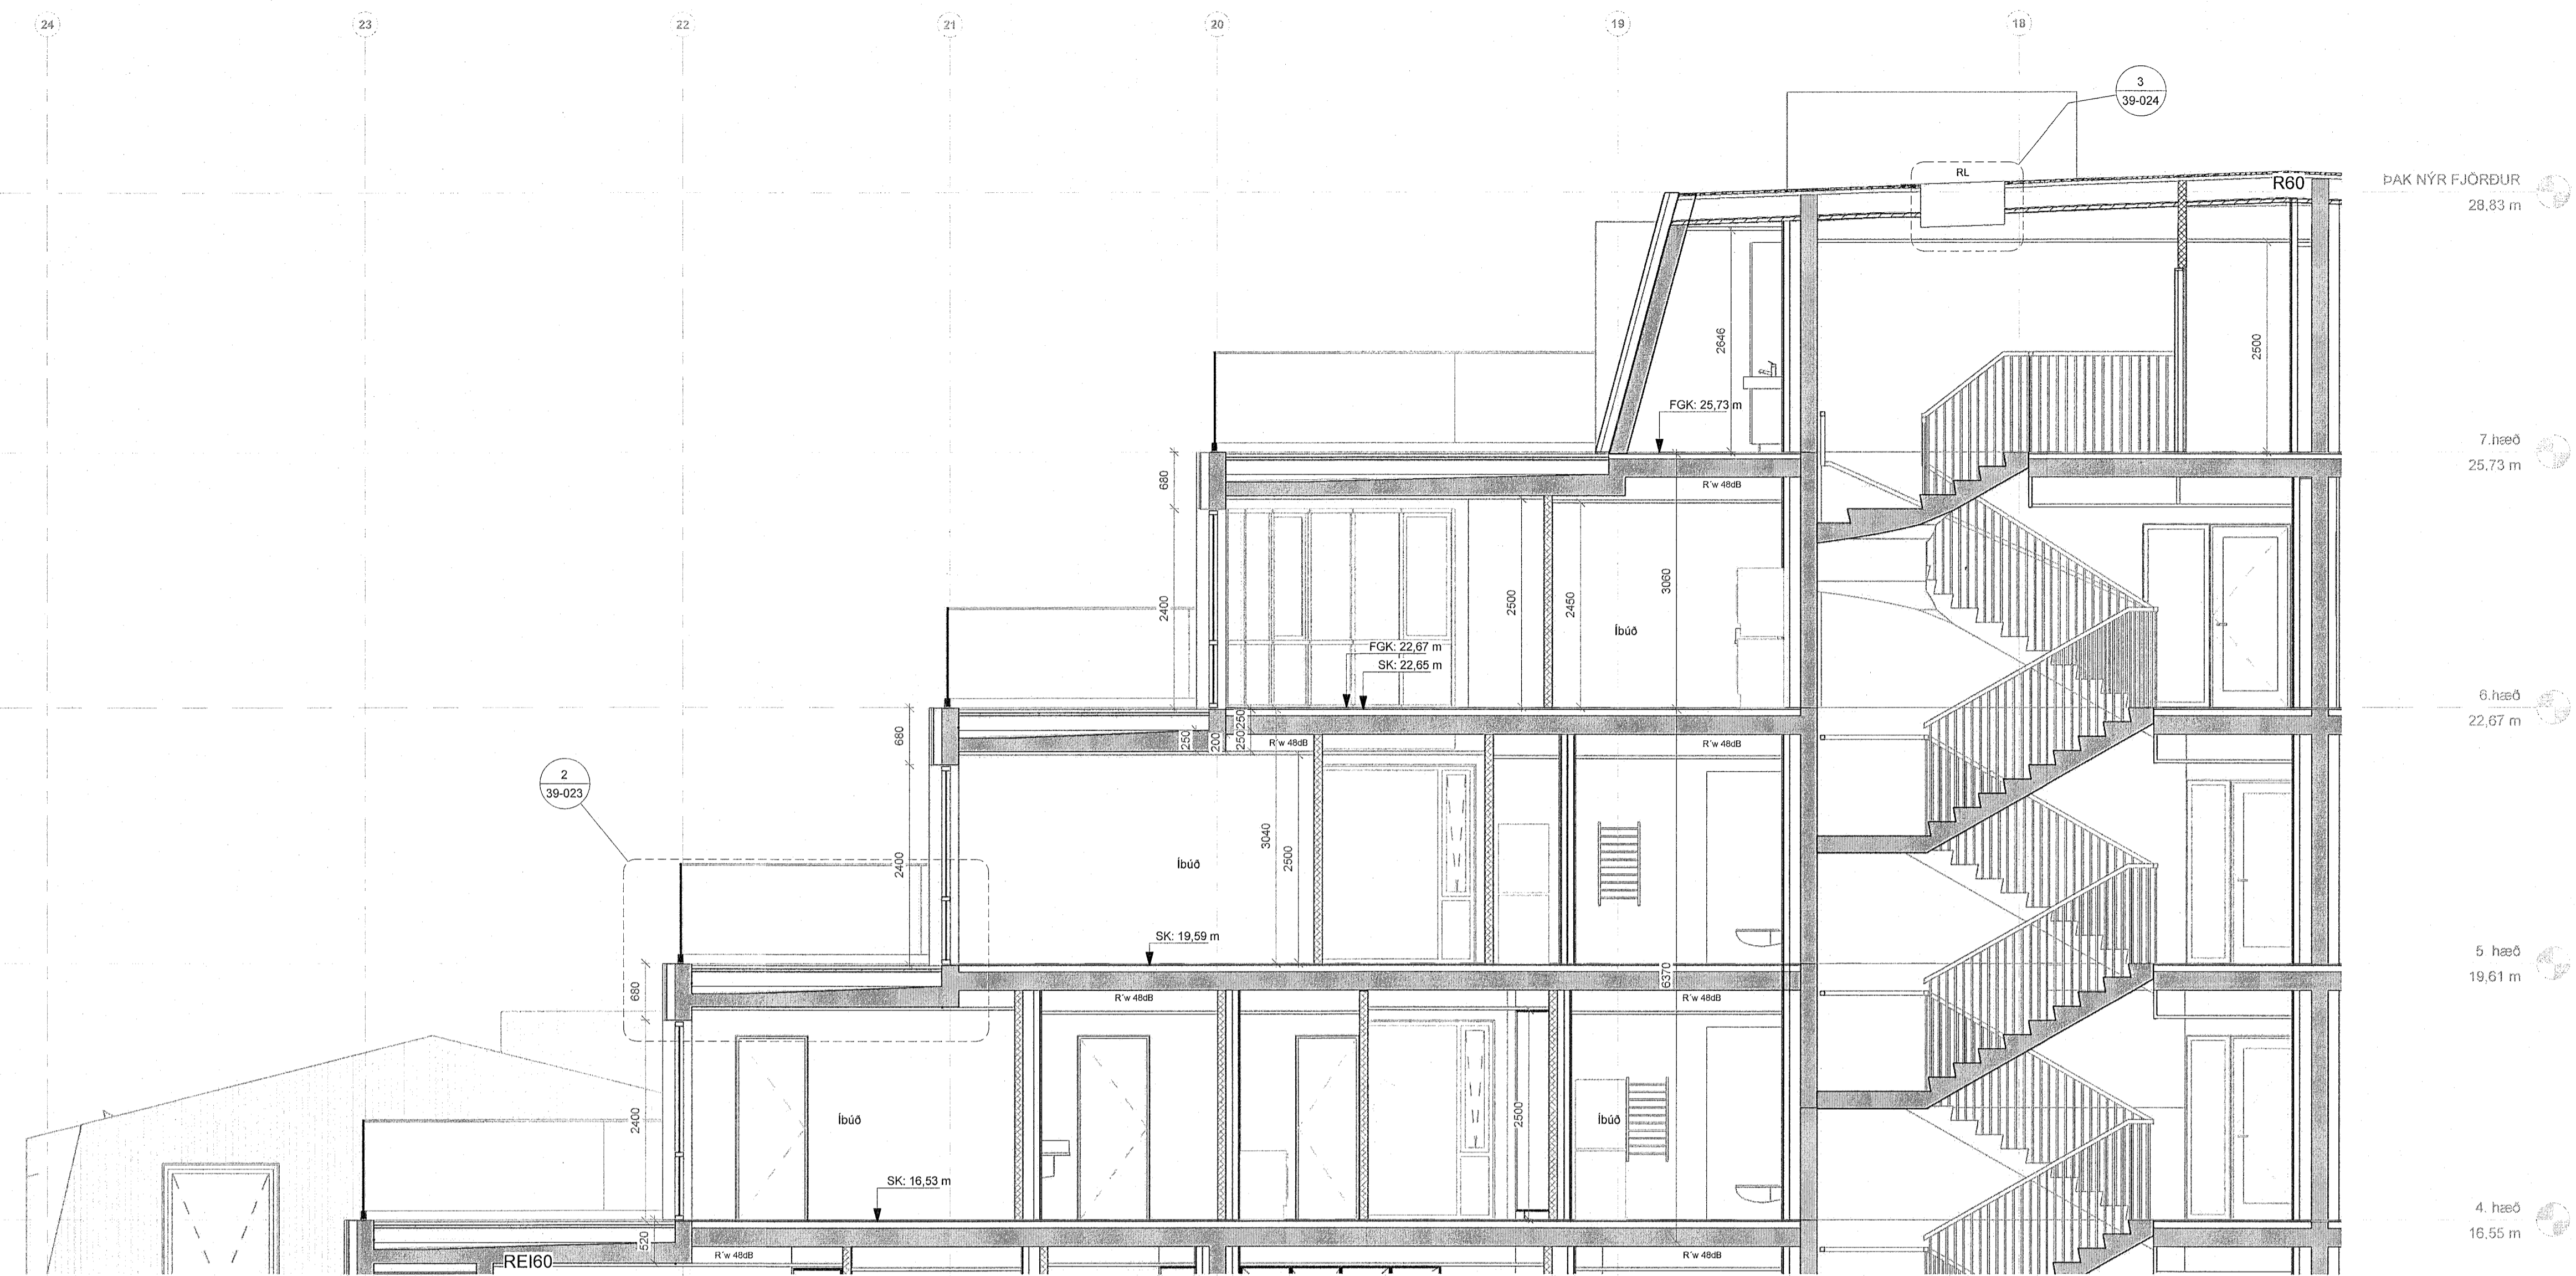 24
23
22
21
20
19
18
3
39-024
RL
R60
ÞAK NÝR FJÖRÐUR
28,83 m
2646
2500
FGK: 25,73 m
7.hæð
25,73 m
680
R´w 48dB
2400
2500
2450
3060
Íbúð
FGK: 22,67 m
SK: 22,65 m
6.hæð
22,67 m
680
250
200
250
250
R´w 48dB
R´w 48dB
2
39-023
2400
3040
2500
Íbúð
SK: 19,59 m
5 hæð
19,61 m
680
6370
R´w 48dB
R´w 48dB
2400
Íbúð
2500
Íbúð
SK: 16,53 m
4. hæð
16,55 m
520
REI60
R´w 48dB
R´w 48dB